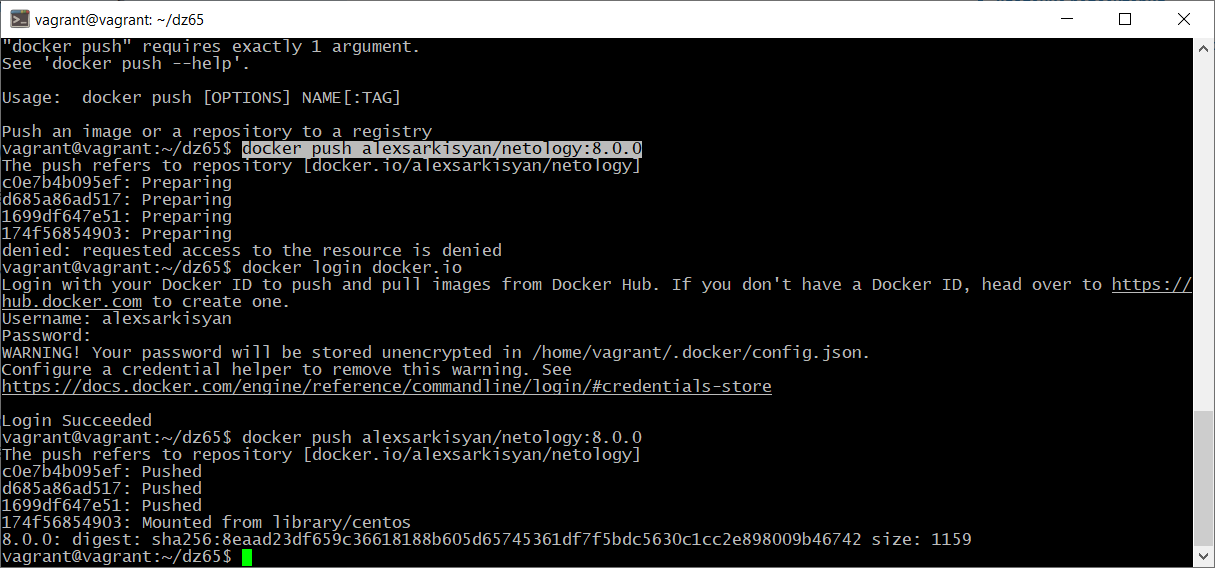 vagrant@vagrant: ~/dz65
"docker push" requires exactly 1 argument.
See 'docker push --help'.
Usage:  docker push [OPTIONS] NAME[:TAG]
Push an image or a repository to a registry
vagrant@vagrant:~/dz65$ docker push alexsarkisyan/netology:8.0.0
The push refers to repository [docker.io/alexsarkisyan/netology]
c0e7b4b095ef: Preparing
d685a86ad517: Preparing
1699df647e51: Preparing
174f56854903: Preparing
denied: requested access to the resource is denied
vagrant@vagrant:~/dz65$ docker login docker.io
Login with your Docker ID to push and pull images from Docker Hub. If you don't have a Docker ID, head over to https://
hub.docker.com to create one.
Username: alexsarkisyan
Password:
WARNING! Your password will be stored unencrypted in /home/vagrant/.docker/config.json.
Configure a credential helper to remove this warning. See
https://docs.docker.com/engine/reference/commandline/login/#credentials-store
Login Succeeded
vagrant@vagrant:~/dz65$ docker push alexsarkisyan/netology:8.0.0
The push refers to repository [docker.io/alexsarkisyan/netology]
c0e7b4b095ef: Pushed
d685a86ad517: Pushed
1699df647e51: Pushed
174f56854903: Mounted from library/centos
8.0.0: digest: sha256:8eaad23df659c36618188b605d65745361df7f5bdc5630c1cc2e898009b46742 size: 1159
vagrant@vagrant:~/dz65$